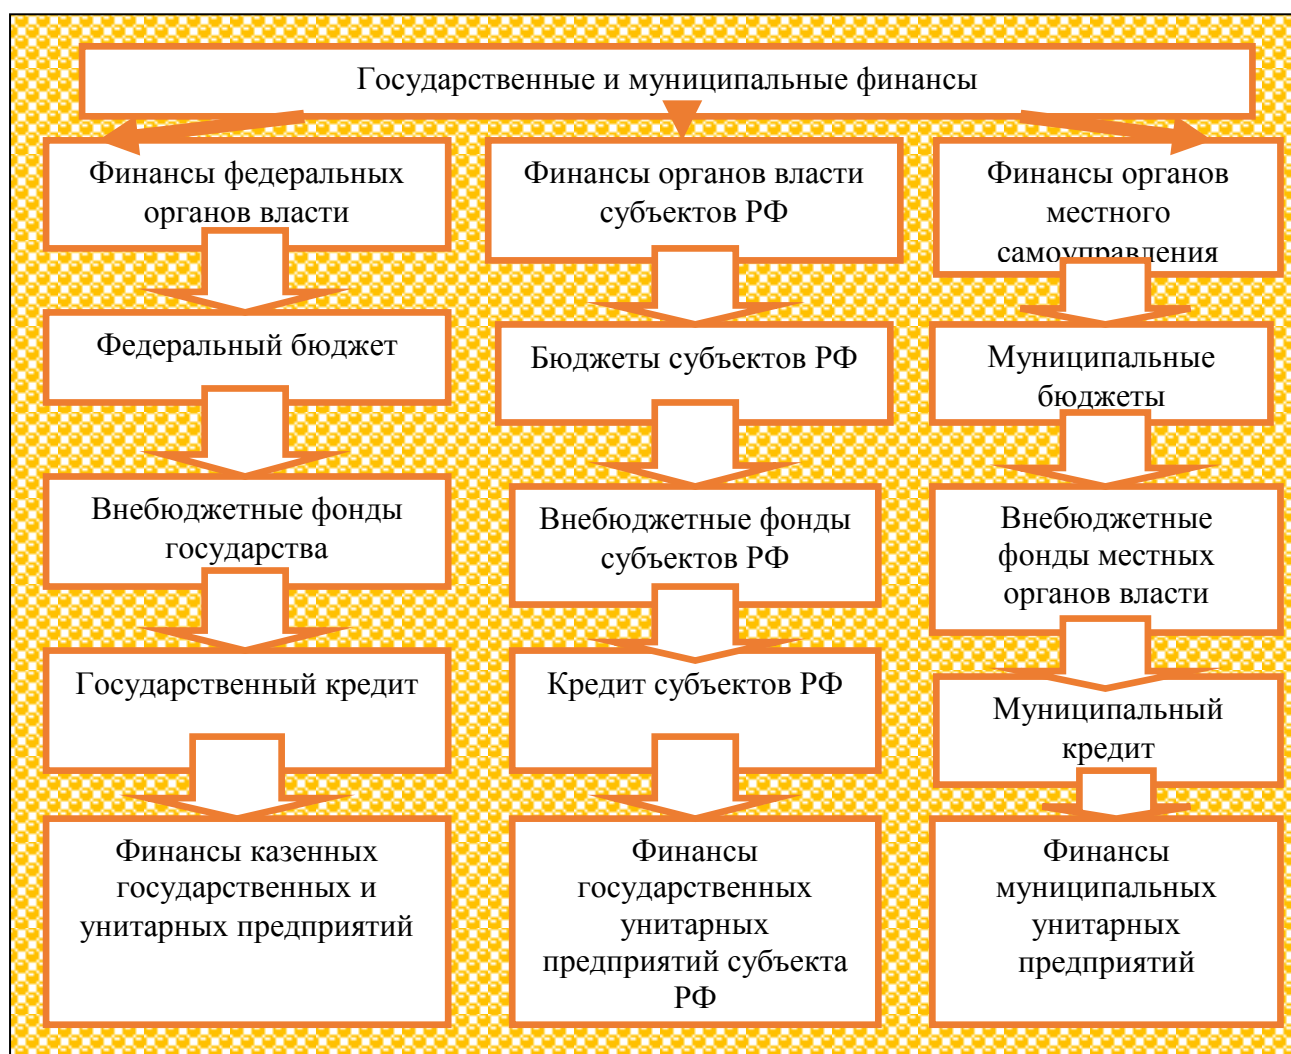 Государственные и муниципальные финансы
Финансы федеральных
органов власти
Финансы органов власти
субъектов РФ
Финансы органов
местного
самоуправления
Федеральный бюджет
Бюджеты субъектов РФ
Муниципальные
бюджеты
Внебюджетные фонды
государства
Внебюджетные фонды
субъектов РФ
Внебюджетные
фонды местных
органов власти
Государственный кредит
Кредит субъектов РФ
Муниципальный
кредит
Финансы казенных
государственных и
унитарных предприятий
Финансы
государственных
унитарных
предприятий субъекта
РФ
Финансы
муниципальных
унитарных
предприятий